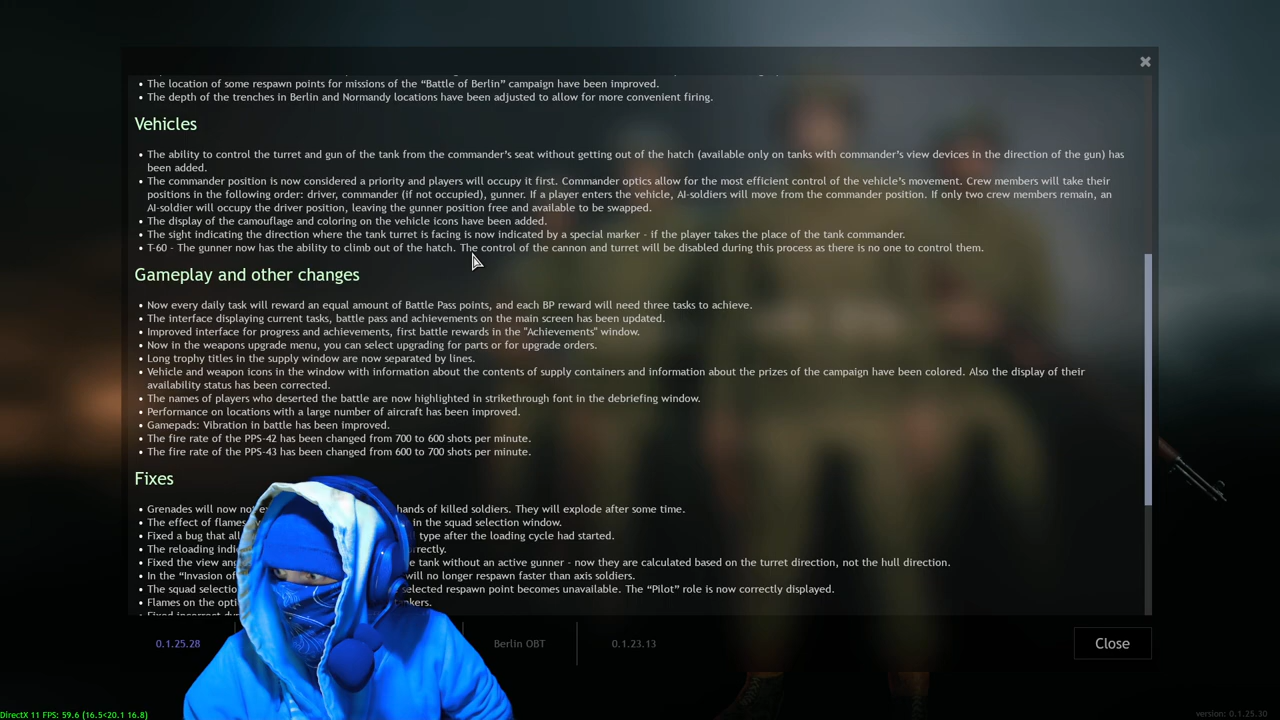 • The location of some respawn points for missions of the “Battle of Berlin” campaign have been improved.
• The depth of the trenches in Berlin and Normandy locations have been adjusted to allow for more convenient firing.
Vehicles
• The ability to control the turret and gun of the tank from the commander’s seat without getting out of the hatch (available only on tanks with commander’s view devices in the direction of the gun) has
been added.
• The commander position is now considered a priority and players will occupy it first. Commander optics allow for the most efficient control of the vehicle’s movement. Crew members will take their
positions in the following order: driver, commander (if not occupied), gunner. If a player enters the vehicle, AI-soldiers will move from the commander position. If only two crew members remain, an
AI-soldier will occupy the driver position, leaving the gunner position free and available to be swapped.
• The display of the camouflage and coloring on the vehicle icons have been added.
• The sight indicating the direction where the tank turret is facing is now indicated by a special marker - if the player takes the place of the tank commander.
• T-60 - The gunner now has the ability to climb out of the hatch. The control of the cannon and turret will be disabled during this process as there is no one to control them.
Gameplay and other changes
• Now every daily task will reward an equal amount of Battle Pass points, and each BP reward will need three tasks to achieve.
• The interface displaying current tasks, battle pass and achievements on the main screen has been updated.
• Improved interface for progress and achievements, first battle rewards in the "Achievements" window.
• Now in the weapons upgrade menu, you can select upgrading for parts or for upgrade orders.
• Long trophy titles in the supply window are now separated by lines.
• Vehicle and weapon icons in the window with information about the contents of supply containers and information about the prizes of the campaign have been colored. Also the display of their
availability status has been corrected.
• The names of players who deserted the battle are now highlighted in strikethrough font in the debriefing window.
• Performance on locations with a large number of aircraft has been improved.
• Gamepads: Vibration in battle has been improved.
• The fire rate of the PPS-42 has been changed from 700 to 600 shots per minute.
• The fire rate of the PPS-43 has been changed from 600 to 700 shots per minute.
Fixes
• Grenades will now not hands of killed soldiers. They will explode after some time.
• The effect of flames in the squad selection window.
• Fixed a bug that type after the loading cycle had started.
• The reloading
• Fixed the view tank without an active gunner - now they are calculated based on the turret direction, not the hull direction.
• In the “Invasion of will no longer respawn faster than axis soldiers.
• The squad selected respawn point becomes unavailable. The “Pilot” role is now correctly displayed.
• Flames on the
0.1.25.28 Berlin OBT 0.1.23.13 Close
DirectX 11 FPS: 59.6 (16.5<20.1 16.8) version: 0.1.25.30